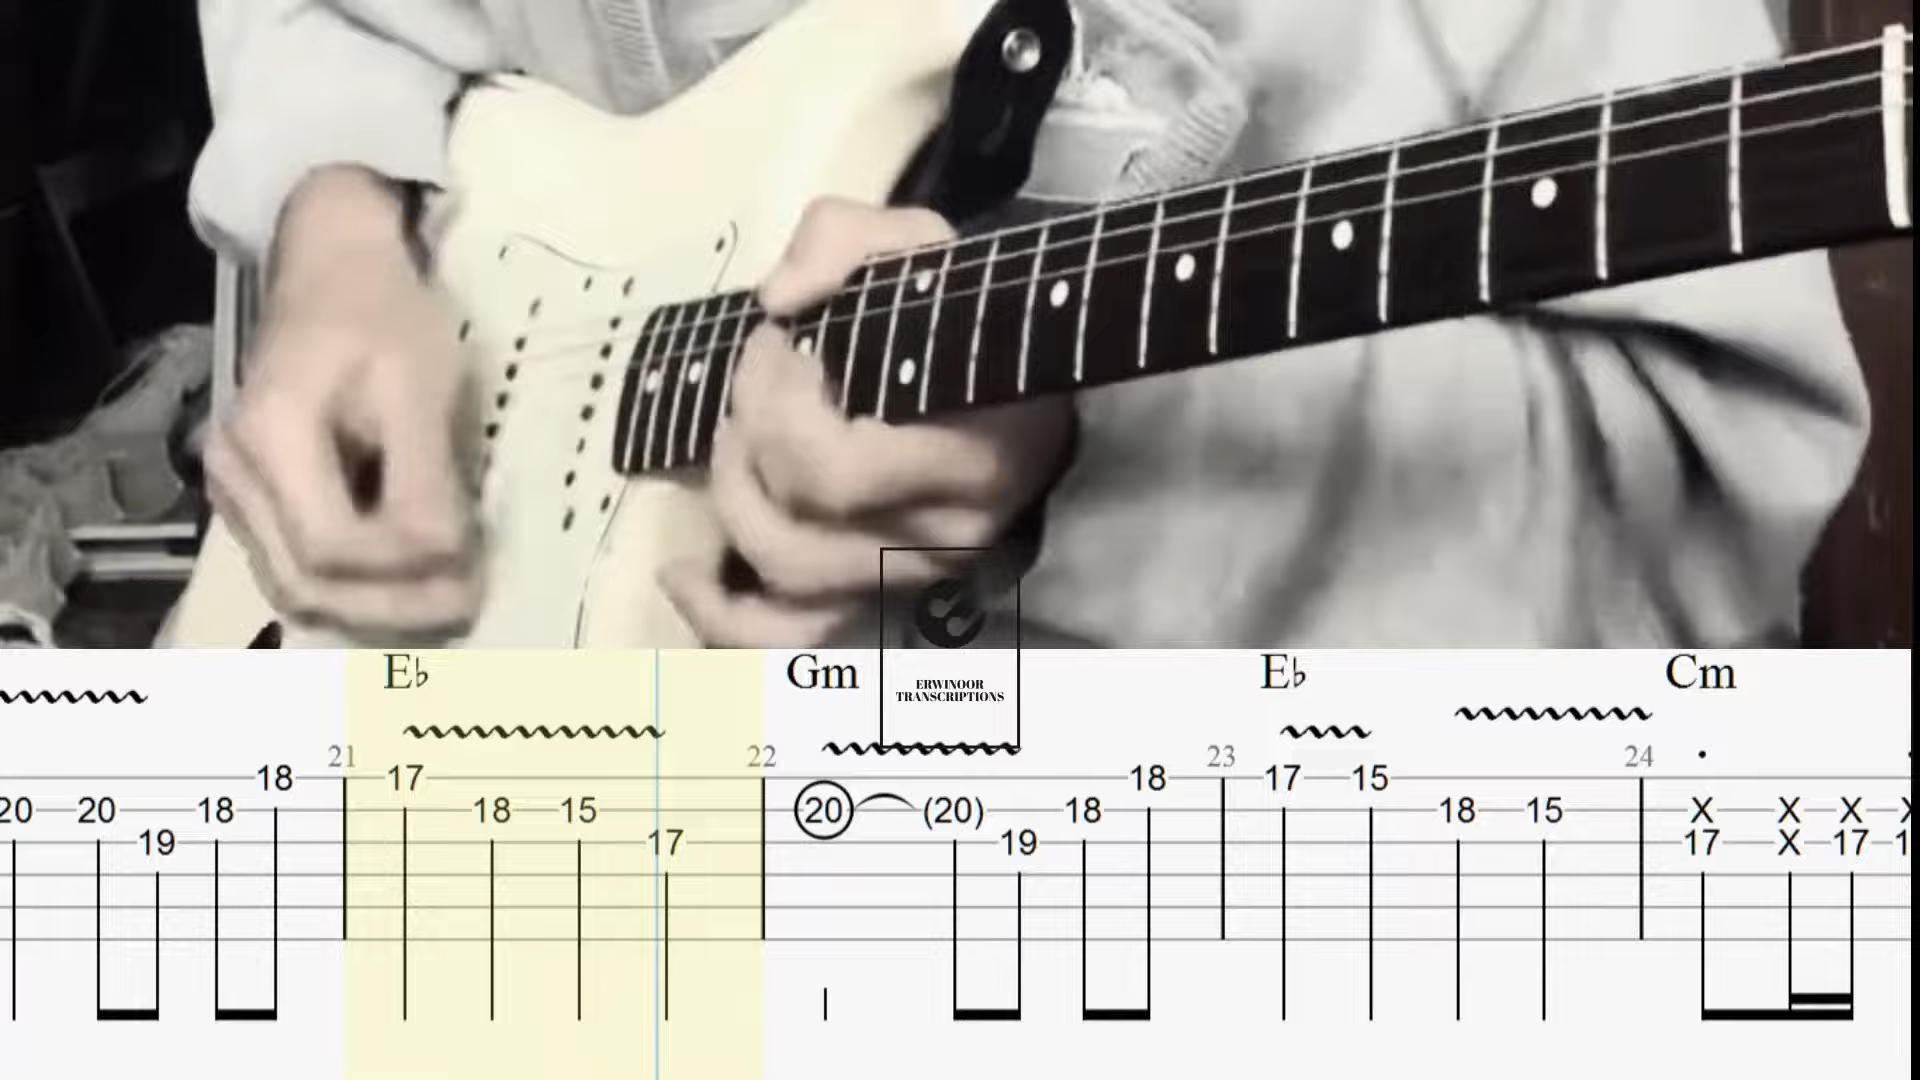 E♭ Gm E♭ Cm
ERWINOOR
TRANSCRIPTIONS
21 22 23 24
18 17 18 17 15
20 20 18 18 15 20 (20) 18 18 15 X X X X
19 17 19 17 X 17